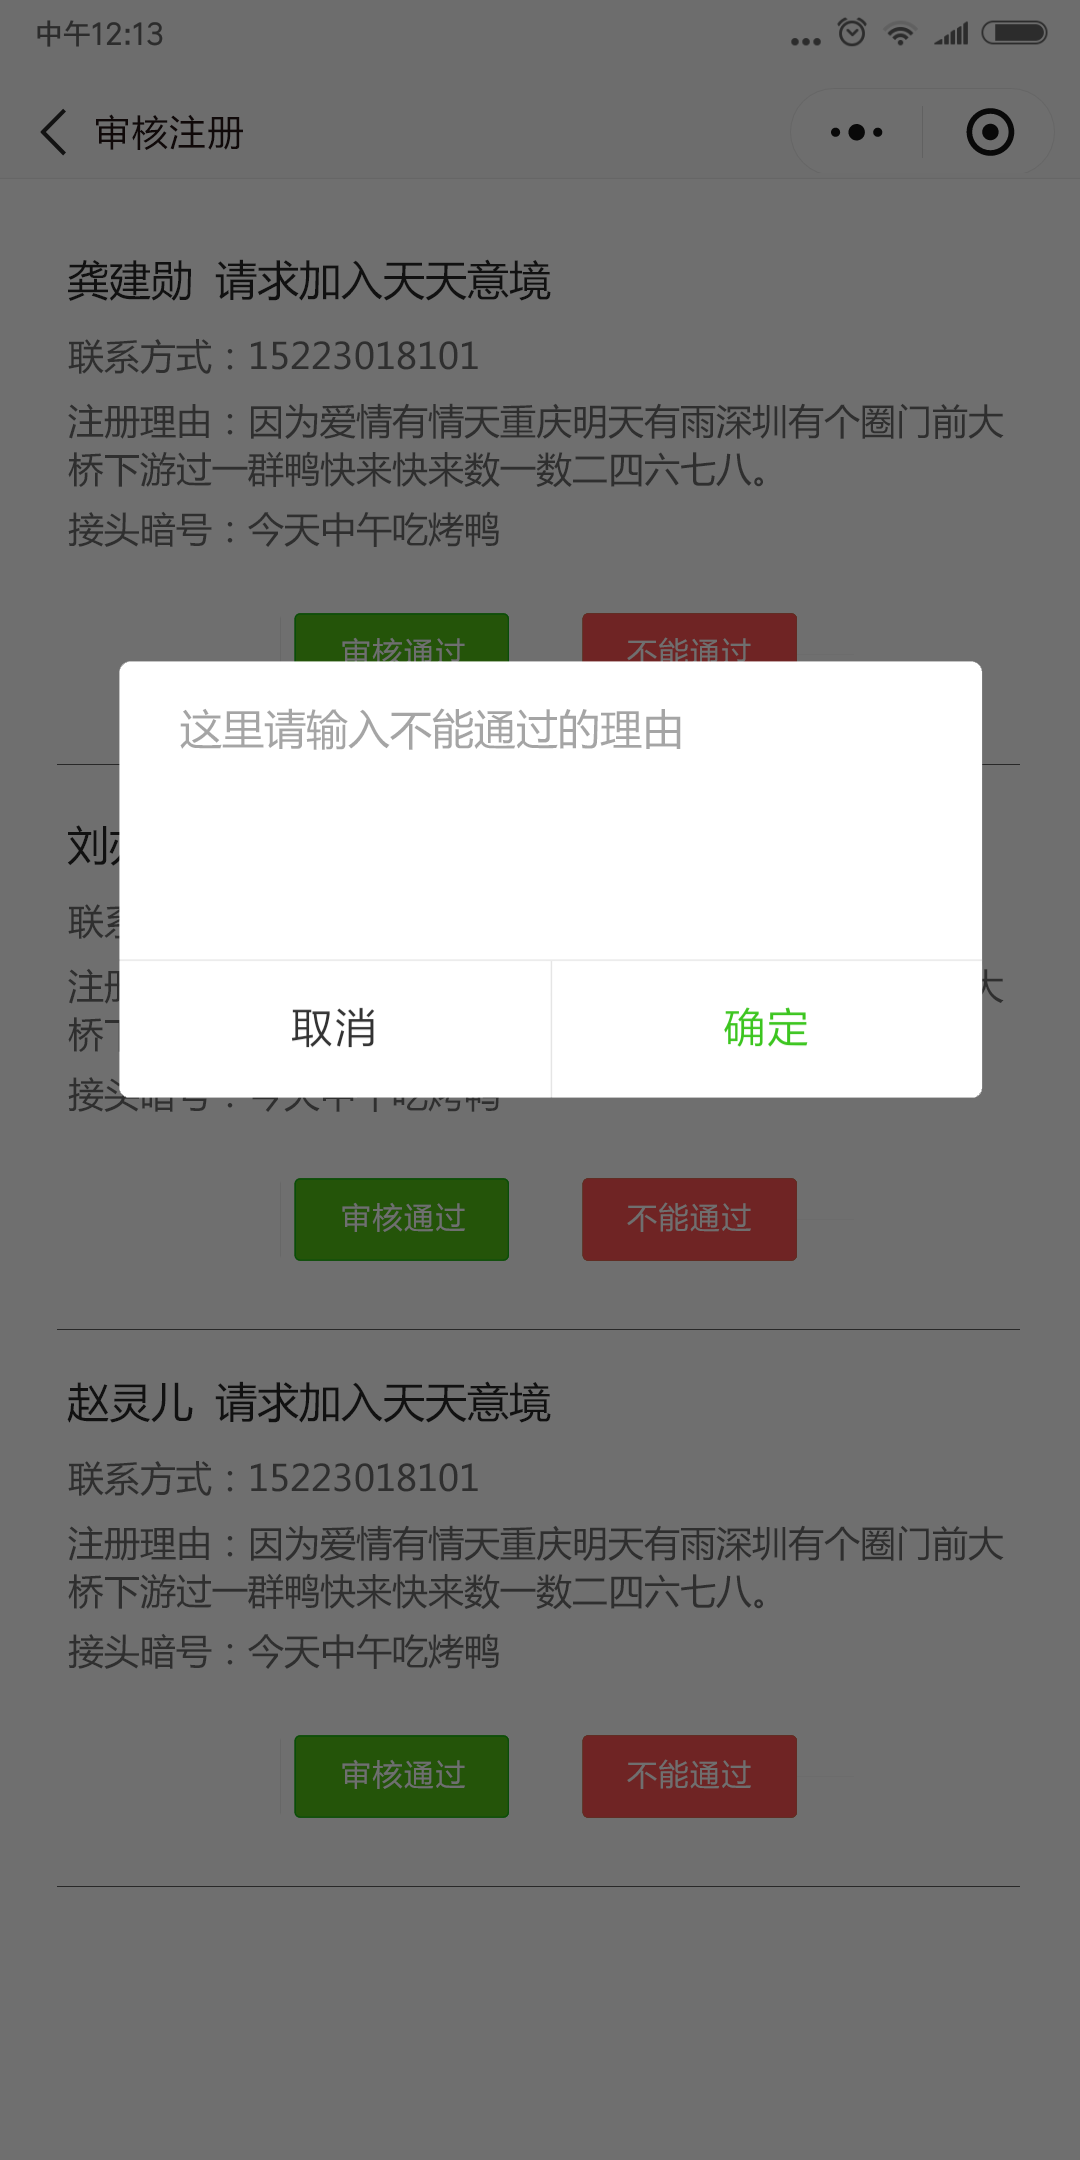 中午12:13
审核注册
龚建勋 请求加入天天意境
联系方式：15223018101
注册理由：因为爱情有情天重庆明天有雨深圳有个圈门前大
桥下游过一群鸭快来快来数一数二四六七八。
接头暗号：今天中午吃烤鸭
审核通过
不能通过
这里请输入不能通过的理由
刘
联
注
大
桥
取消
确定
接头暗号：今天中午吃烤鸭
审核通过
不能通过
赵灵儿 请求加入天天意境
联系方式：15223018101
注册理由：因为爱情有情天重庆明天有雨深圳有个圈门前大
桥下游过一群鸭快来快来数一数二四六七八。
接头暗号：今天中午吃烤鸭
审核通过
不能通过